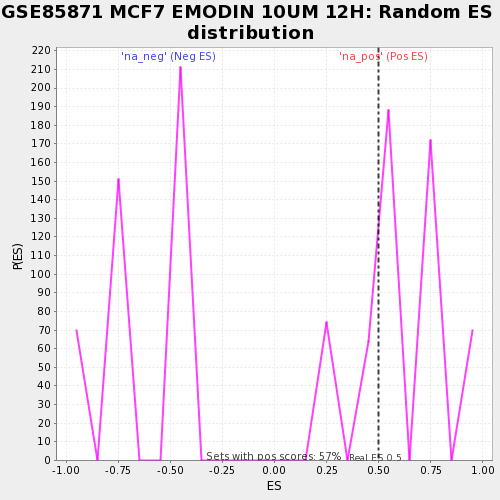 GSE85871 MCF7 EMODIN 10UM 12H: Random ES
distribution
'na_neg' (Neg ES)
'na_pos' (Pos ES)
220
210
200
190
180
170
160
150
140
130
120
110
100
90
80
70
60
50
40
30
20
10
0
P(ES)
Sets with pos scores: 57%
Real ES 0.5
-1.00 -0.75 -0.50 -0.25 0.00 0.25 0.50 0.75 1.00
ES